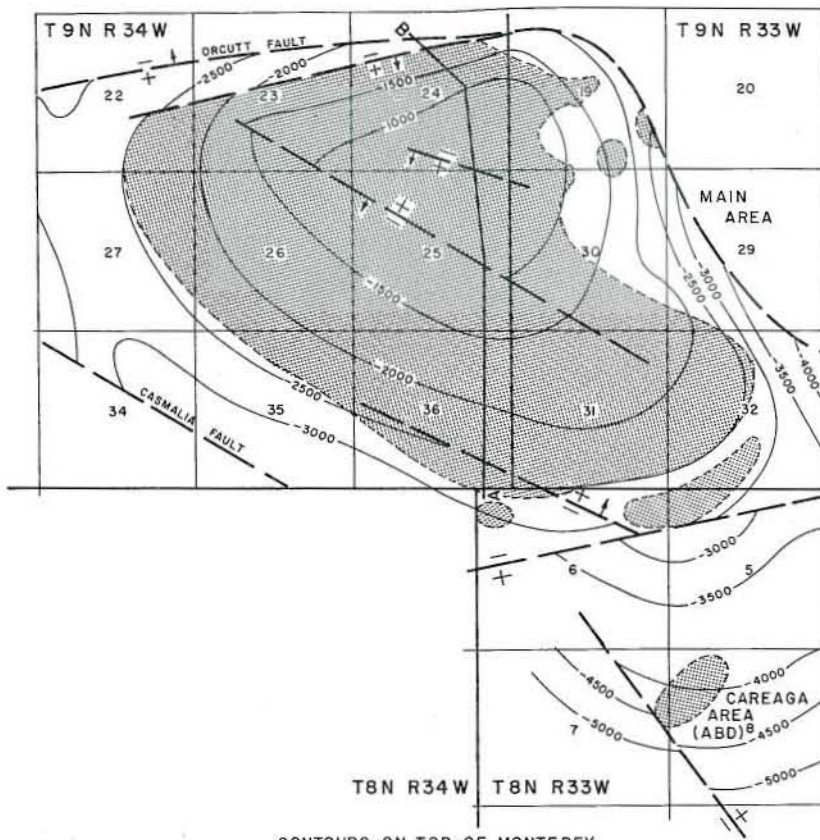 T9N R34W
T9N R33W
B
ORCUTT FAULT
-2500
-2000
22
23
24
19
20
-1500
-1000
MAIN
AREA
27
26
25
30
29
-1500
-3000
-2500
-3500
-4000
-2000
-2500
CASMALIA FAULT
34
35
36
31
32
-3000
A
-3000
6
5
-3500
-4000
-4500
CAREAGA
AREA
(ABD)
8
7
-5000
-4500
-5000
T8N R34W
T8N R33W
CONTOURS ON TOP OF MONTEREY